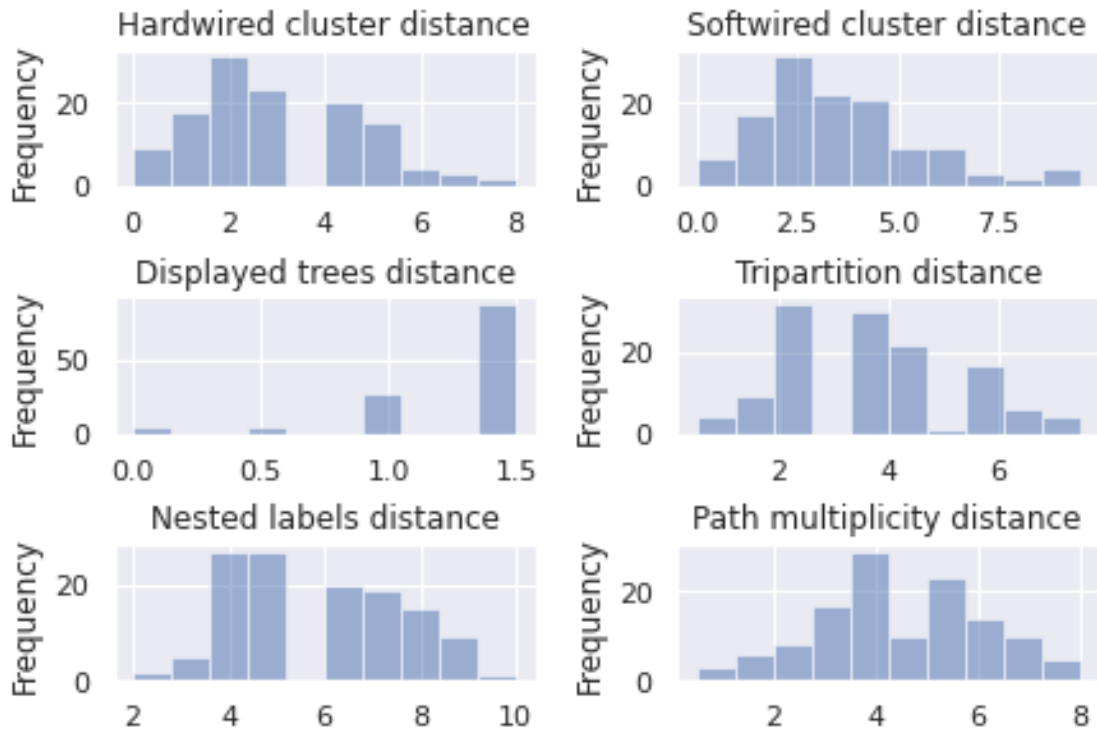 Hardwired cluster distance
Frequency
20
0
0 2 4 6 8
Softwired cluster distance
Frequency
20
0
0.0 2.5 5.0 7.5
Displayed trees distance
Frequency
50
0
0.0 0.5 1.0 1.5
Tripartition distance
Frequency
20
0
2 4 6
Nested labels distance
Frequency
20
0
2 4 6 8 10
Path multiplicity distance
Frequency
20
0
2 4 6 8